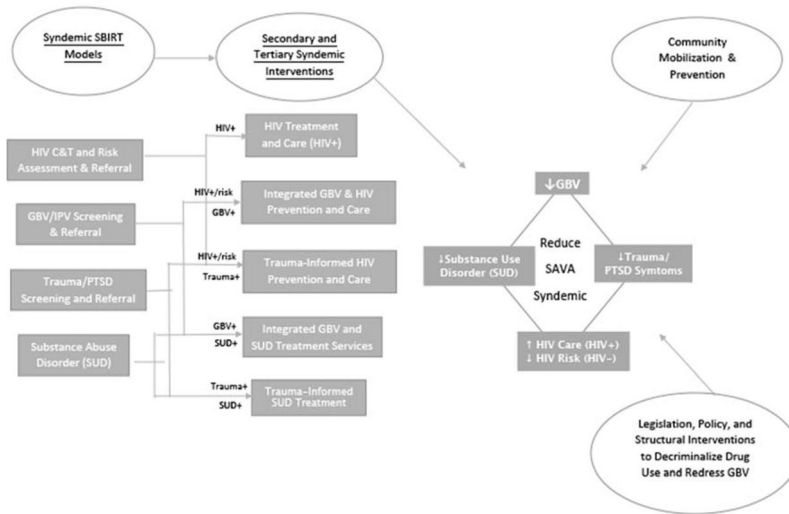 Syndemic SBIRT
Models
Secondary and
Tertiary Syndemic
Interventions
Community
Mobilization &
Prevention
HIV C&T and Risk
Assessment & Referral
GBV/IPV Screening
& Referral
Trauma/PTSD
Screening and Referral
Substance Abuse
Disorder (SUD)
HIV+
HIV+/risk
GBV+
HIV+/risk
Trauma+
GBV+
SUD+
Trauma+
SUD+
HIV Treatment
and Care (HIV+)
Integrated GBV & HIV
Prevention and Care
Trauma-Informed HIV
Prevention and Care
Integrated GBV and
SUD Treatment Services
Trauma-Informed
SUD Treatment
↓GBV
↓Substance Use
Disorder (SUD)
Reduce
SAVA
Syndemic
↓Trauma/
PTSD Symtoms
↑ HIV Care (HIV+)
↓ HIV Risk (HIV-)
Legislation, Policy, and
Structural Interventions
to Decriminalize Drug
Use and Redress GBV